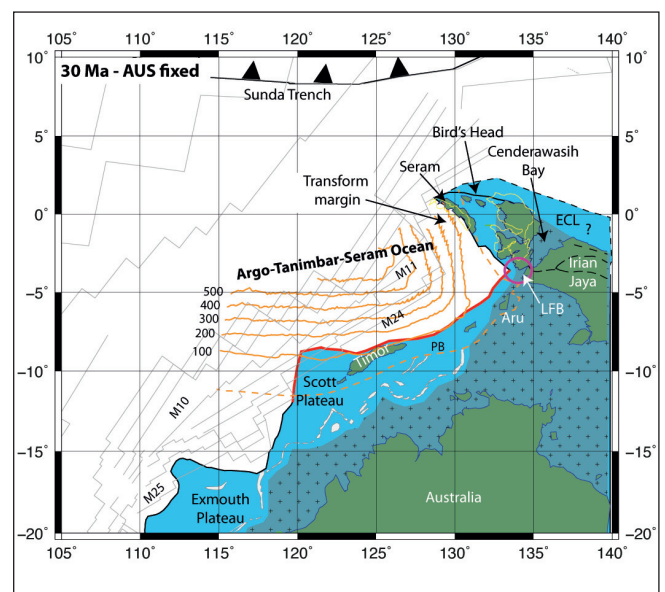 105˚ 110˚ 115˚ 120˚ 125˚ 130˚ 135˚ 140˚
10˚ 10˚
30 Ma - AUS fixed
Sunda Trench
5˚ 5˚
Bird's Head
Cenderawasih
Bay
Seram
Transform
margin
0˚ 0˚
ECL
?
Argo-Tanimbar-Seram Ocean
M11
Irian
Jaya
−5˚ −5˚
500
400
300
200
100
M24
LFB
Aru
PB
Timor
−10˚ −10˚
Scott
Plateau
M10
−15˚ −15˚
M25
Exmouth
Plateau
Australia
−20˚ −20˚
105˚ 110˚ 115˚ 120˚ 125˚ 130˚ 135˚ 140˚